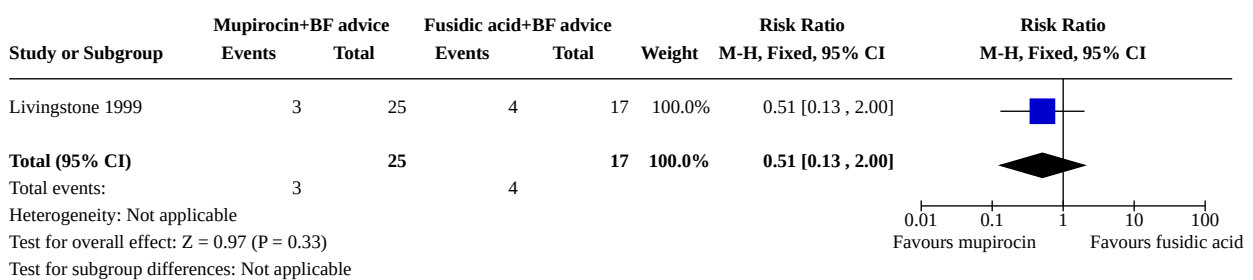 Mupirocin+BF advice Fusidic acid+BF advice Risk Ratio Risk Ratio
Study or Subgroup Events Total Events Total Weight M-H, Fixed, 95% CI M-H, Fixed, 95% CI
Livingstone 1999 3 25 4 17 100.0% 0.51 [0.13 , 2.00]
Total (95% CI) 25 17 100.0% 0.51 [0.13 , 2.00]
Total events: 3 4
Heterogeneity: Not applicable
0.01 0.1 1 10 100
Test for overall effect: Z = 0.97 (P = 0.33) Favours mupirocin Favours fusidic acid
Test for subgroup differences: Not applicable